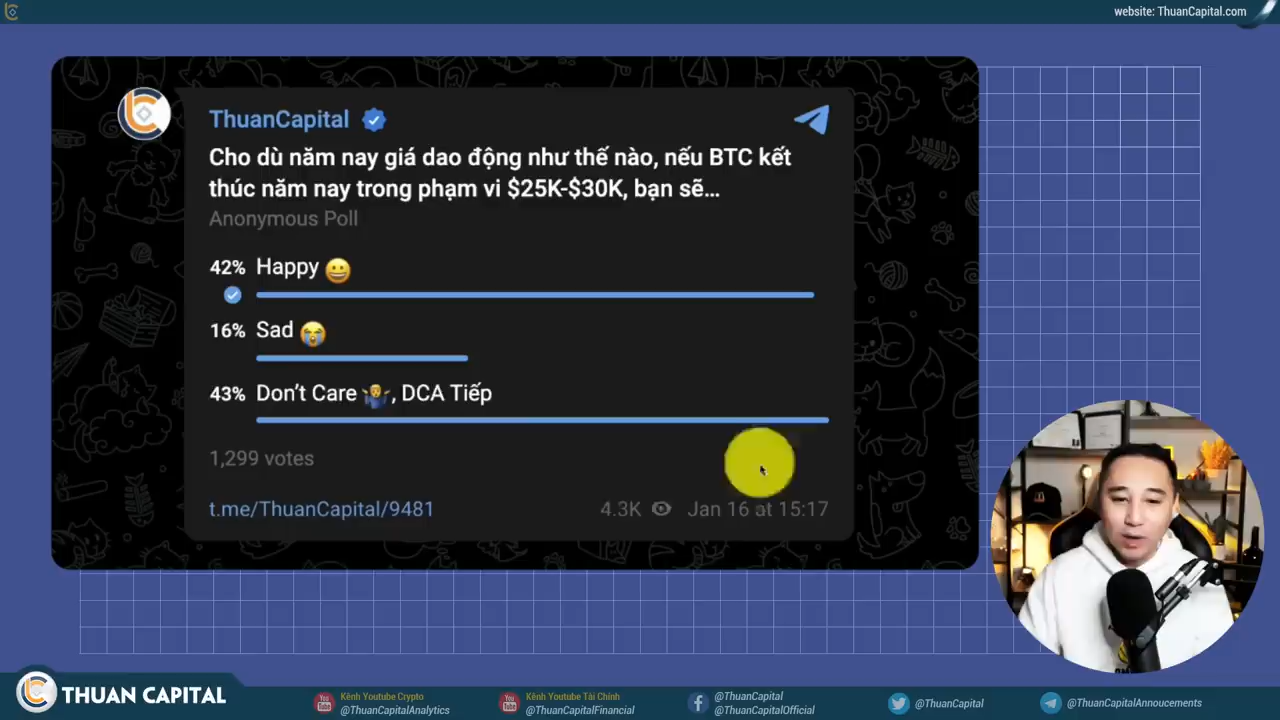 website: ThuanCapital.com
ThuanCapital
Cho dù năm nay giá dao động như thế nào, nếu BTC kết
thúc năm nay trong phạm vi $25K-$30K, bạn sẽ...
Anonymous Poll
42% Happy 😀
16% Sad 😭
43% Don't Care 🤷‍♂️, DCA Tiếp
1,299 votes
t.me/ThuanCapital/9481 4.3K Jan 16 at 15:17
THUAN CAPITAL
Kênh Youtube Crypto
@ThuanCapitalAnalytics
Kênh Youtube Tài Chính
@ThuanCapitalFinancial
@ThuanCapital
@ThuanCapitalOfficial
@ThuanCapital
@ThuanCapitalAnnoucements